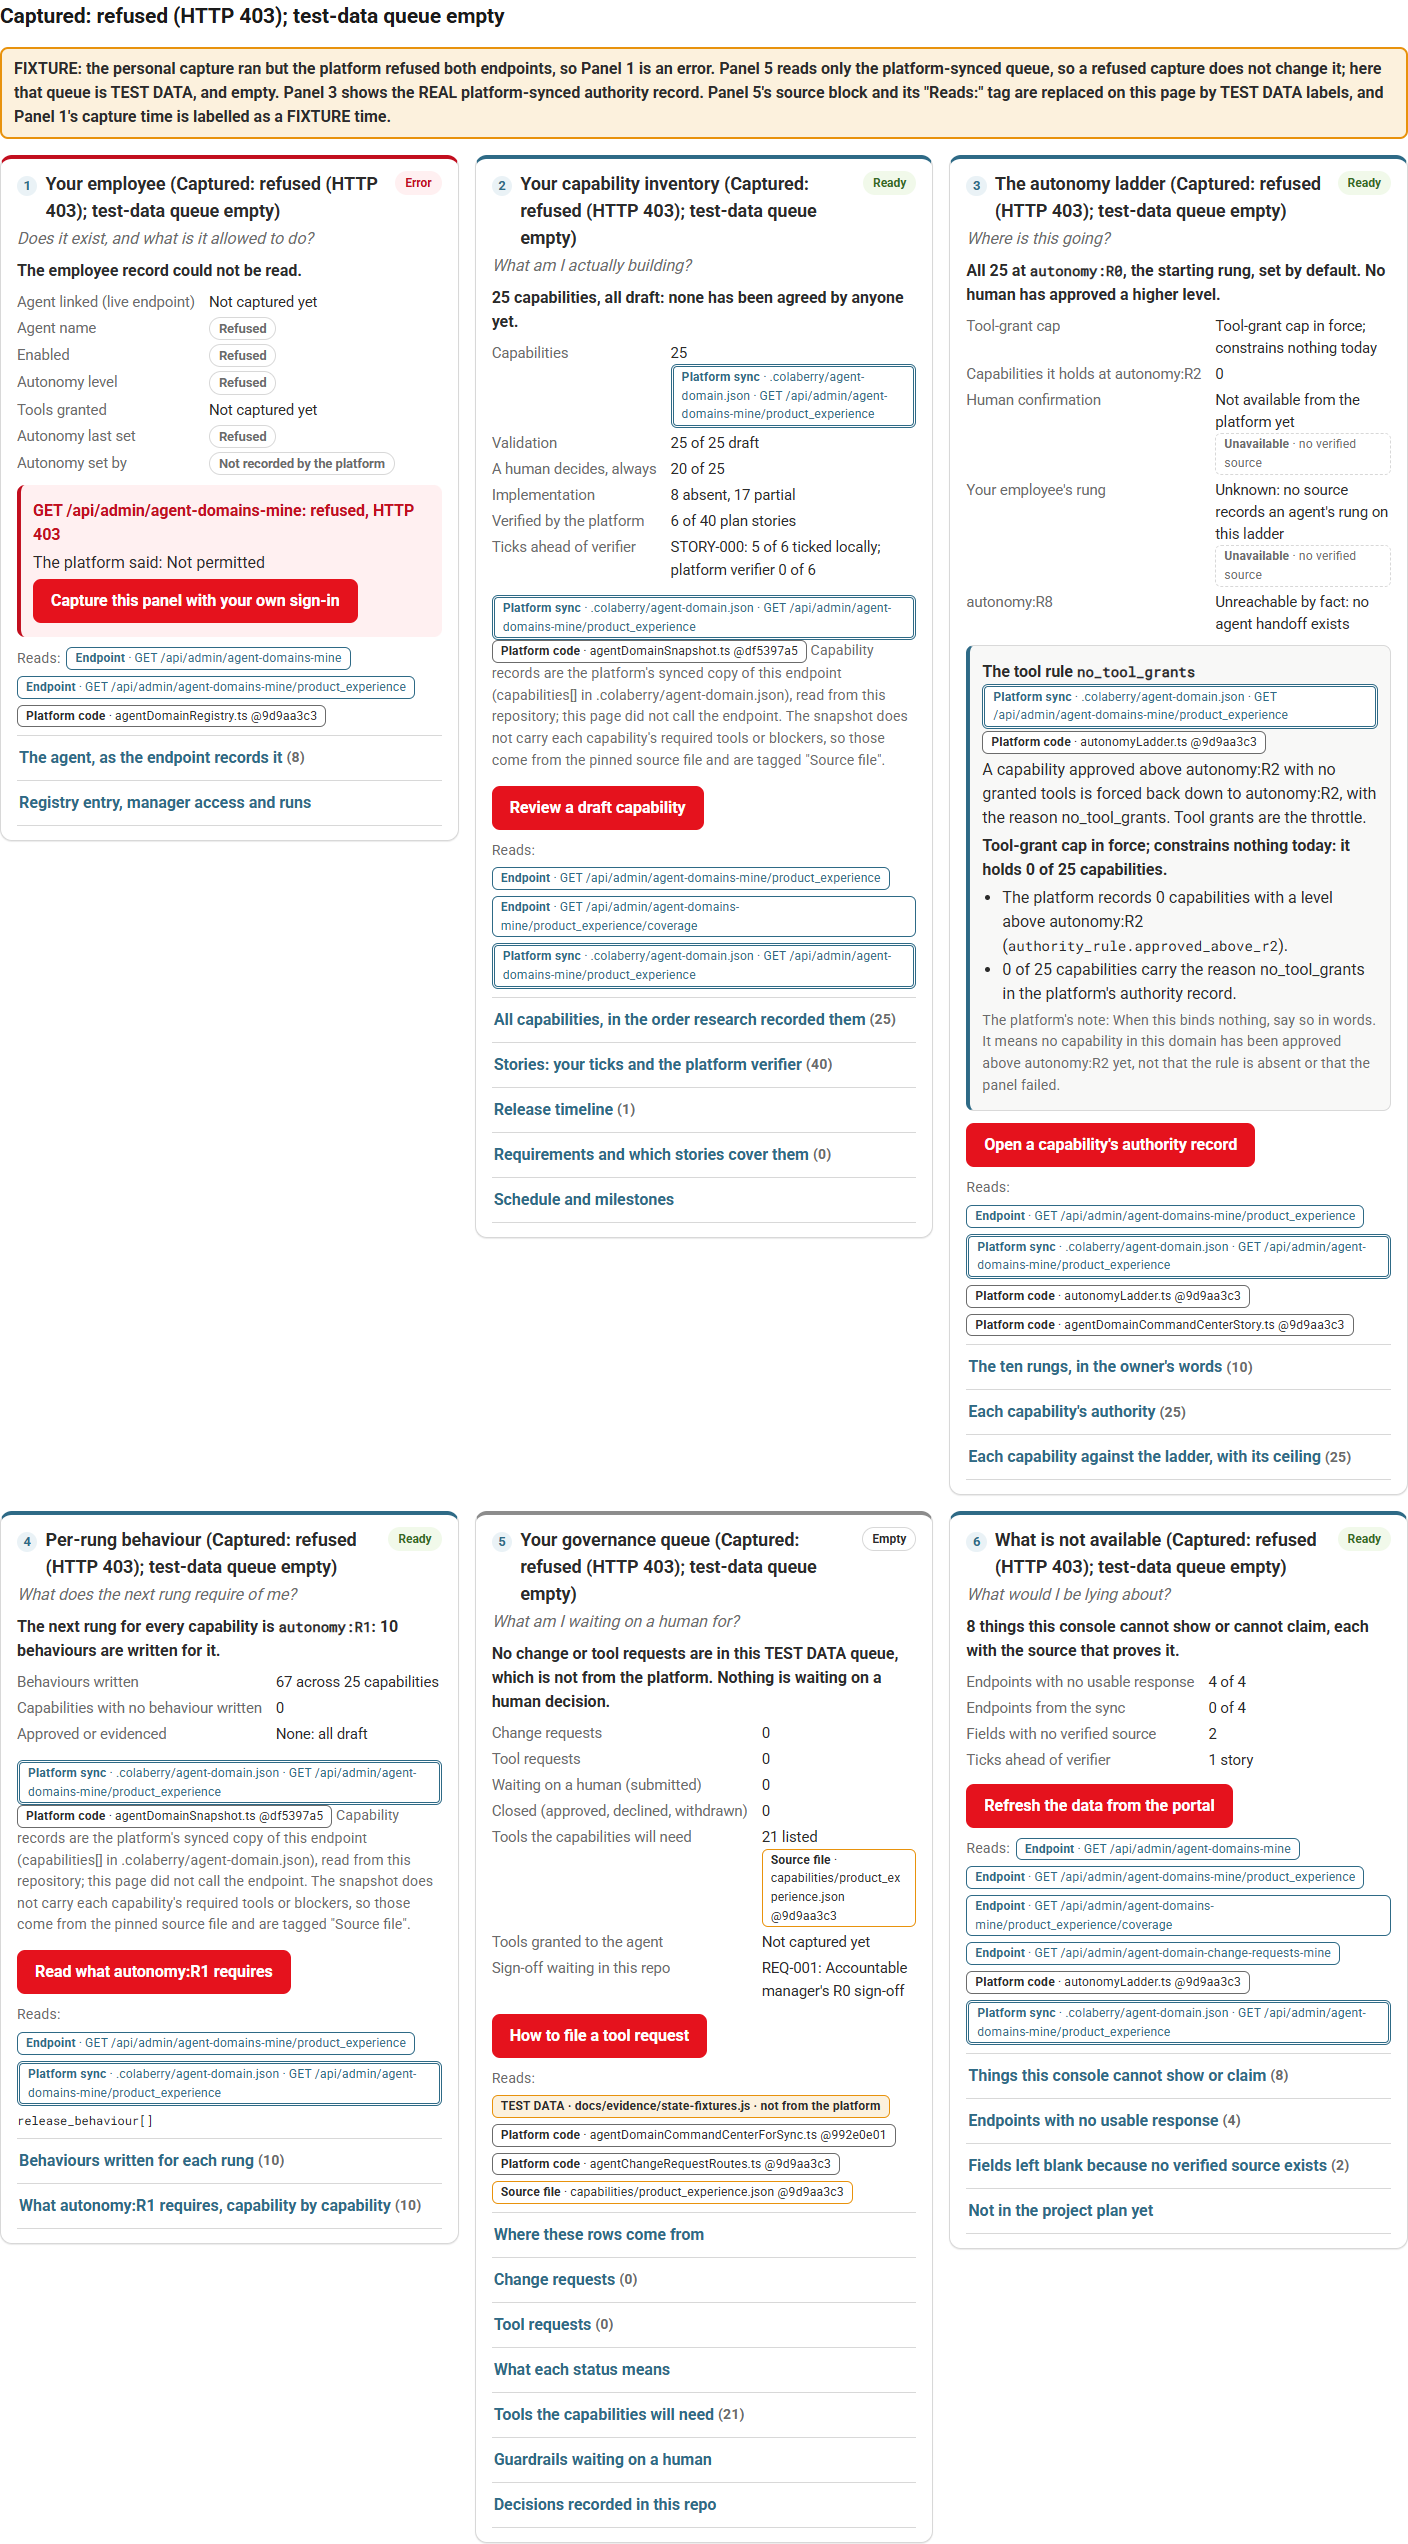 Captured: refused (HTTP 403); test-data queue empty
FIXTURE: the personal capture ran but the platform refused both endpoints, so Panel 1 is an error. Panel 5 reads only the platform-synced queue, so a refused capture does not change it; here
that queue is TEST DATA, and empty. Panel 3 shows the REAL platform-synced authority record. Panel 5's source block and its "Reads:" tag are replaced on this page by TEST DATA labels, and
Panel 1's capture time is labelled as a FIXTURE time.
1 Your employee (Captured: refused (HTTP Error
403); test-data queue empty)
Does it exist, and what is it allowed to do?
The employee record could not be read.
Agent linked (live endpoint) Not captured yet
Agent name Refused
Enabled Refused
Autonomy level Refused
Tools granted Not captured yet
Autonomy last set Refused
Autonomy set by Not recorded by the platform
GET /api/admin/agent-domains-mine: refused, HTTP
403
The platform said: Not permitted
Capture this panel with your own sign-in
Reads: Endpoint · GET /api/admin/agent-domains-mine
Endpoint · GET /api/admin/agent-domains-mine/product_experience
Platform code · agentDomainRegistry.ts @9d9aa3c3
The agent, as the endpoint records it (8)
Registry entry, manager access and runs
2 Your capability inventory (Captured: Ready
refused (HTTP 403); test-data queue
empty)
What am I actually building?
25 capabilities, all draft: none has been agreed by anyone
yet.
Capabilities 25
Platform sync · .colaberry/agent-
domain.json · GET /api/admin/agent-
domains-mine/product_experience
Validation 25 of 25 draft
A human decides, always 20 of 25
Implementation 8 absent, 17 partial
Verified by the platform 6 of 40 plan stories
Ticks ahead of verifier STORY-000: 5 of 6 ticked locally;
platform verifier 0 of 6
Platform sync · .colaberry/agent-domain.json · GET /api/admin/agent-
domains-mine/product_experience
Platform code · agentDomainSnapshot.ts @df5397a5 Capability
records are the platform's synced copy of this endpoint
(capabilities[] in .colaberry/agent-domain.json), read from this
repository; this page did not call the endpoint. The snapshot does
not carry each capability's required tools or blockers, so those
come from the pinned source file and are tagged "Source file".
Review a draft capability
Reads:
Endpoint · GET /api/admin/agent-domains-mine/product_experience
Endpoint · GET /api/admin/agent-domains-
mine/product_experience/coverage
Platform sync · .colaberry/agent-domain.json · GET /api/admin/agent-
domains-mine/product_experience
All capabilities, in the order research recorded them (25)
Stories: your ticks and the platform verifier (40)
Release timeline (1)
Requirements and which stories cover them (0)
Schedule and milestones
3 The autonomy ladder (Captured: refused Ready
(HTTP 403); test-data queue empty)
Where is this going?
All 25 at autonomy:R0, the starting rung, set by default. No
human has approved a higher level.
Tool-grant cap Tool-grant cap in force;
constrains nothing today
Capabilities it holds at autonomy:R2 0
Human confirmation Not available from the
platform yet
Unavailable · no verified
source
Your employee's rung Unknown: no source
records an agent's rung on
this ladder
Unavailable · no verified
source
autonomy:R8 Unreachable by fact: no
agent handoff exists
The tool rule no_tool_grants
Platform sync · .colaberry/agent-domain.json · GET
/api/admin/agent-domains-mine/product_experience
Platform code · autonomyLadder.ts @9d9aa3c3
A capability approved above autonomy:R2 with no
granted tools is forced back down to autonomy:R2, with
the reason no_tool_grants. Tool grants are the throttle.
Tool-grant cap in force; constrains nothing today: it
holds 0 of 25 capabilities.
• The platform records 0 capabilities with a level
above autonomy:R2
(authority_rule.approved_above_r2).
• 0 of 25 capabilities carry the reason no_tool_grants
in the platform's authority record.
The platform's note: When this binds nothing, say so in words.
It means no capability in this domain has been approved
above autonomy:R2 yet, not that the rule is absent or that the
panel failed.
Open a capability's authority record
Reads:
Endpoint · GET /api/admin/agent-domains-mine/product_experience
Platform sync · .colaberry/agent-domain.json · GET /api/admin/agent-
domains-mine/product_experience
Platform code · autonomyLadder.ts @9d9aa3c3
Platform code · agentDomainCommandCenterStory.ts @9d9aa3c3
The ten rungs, in the owner's words (10)
Each capability's authority (25)
Each capability against the ladder, with its ceiling (25)
4 Per-rung behaviour (Captured: refused Ready
(HTTP 403); test-data queue empty)
What does the next rung require of me?
The next rung for every capability is autonomy:R1: 10
behaviours are written for it.
Behaviours written 67 across 25 capabilities
Capabilities with no behaviour written 0
Approved or evidenced None: all draft
Platform sync · .colaberry/agent-domain.json · GET /api/admin/agent-
domains-mine/product_experience
Platform code · agentDomainSnapshot.ts @df5397a5 Capability
records are the platform's synced copy of this endpoint
(capabilities[] in .colaberry/agent-domain.json), read from this
repository; this page did not call the endpoint. The snapshot does
not carry each capability's required tools or blockers, so those
come from the pinned source file and are tagged "Source file".
Read what autonomy:R1 requires
Reads:
Endpoint · GET /api/admin/agent-domains-mine/product_experience
Platform sync · .colaberry/agent-domain.json · GET /api/admin/agent-
domains-mine/product_experience
release_behaviour[]
Behaviours written for each rung (10)
What autonomy:R1 requires, capability by capability (10)
5 Your governance queue (Captured: Empty
refused (HTTP 403); test-data queue
empty)
What am I waiting on a human for?
No change or tool requests are in this TEST DATA queue,
which is not from the platform. Nothing is waiting on a
human decision.
Change requests 0
Tool requests 0
Waiting on a human (submitted) 0
Closed (approved, declined, withdrawn) 0
Tools the capabilities will need 21 listed
Source file ·
capabilities/product_ex
perience.json
@9d9aa3c3
Tools granted to the agent Not captured yet
Sign-off waiting in this repo REQ-001: Accountable
manager's R0 sign-off
How to file a tool request
Reads:
TEST DATA · docs/evidence/state-fixtures.js · not from the platform
Platform code · agentDomainCommandCenterForSync.ts @992e0e01
Platform code · agentChangeRequestRoutes.ts @9d9aa3c3
Source file · capabilities/product_experience.json @9d9aa3c3
Where these rows come from
Change requests (0)
Tool requests (0)
What each status means
Tools the capabilities will need (21)
Guardrails waiting on a human
Decisions recorded in this repo
6 What is not available (Captured: refused Ready
(HTTP 403); test-data queue empty)
What would I be lying about?
8 things this console cannot show or cannot claim, each
with the source that proves it.
Endpoints with no usable response 4 of 4
Endpoints from the sync 0 of 4
Fields with no verified source 2
Ticks ahead of verifier 1 story
Refresh the data from the portal
Reads: Endpoint · GET /api/admin/agent-domains-mine
Endpoint · GET /api/admin/agent-domains-mine/product_experience
Endpoint · GET /api/admin/agent-domains-
mine/product_experience/coverage
Endpoint · GET /api/admin/agent-domain-change-requests-mine
Platform code · autonomyLadder.ts @9d9aa3c3
Platform sync · .colaberry/agent-domain.json · GET /api/admin/agent-
domains-mine/product_experience
Things this console cannot show or claim (8)
Endpoints with no usable response (4)
Fields left blank because no verified source exists (2)
Not in the project plan yet